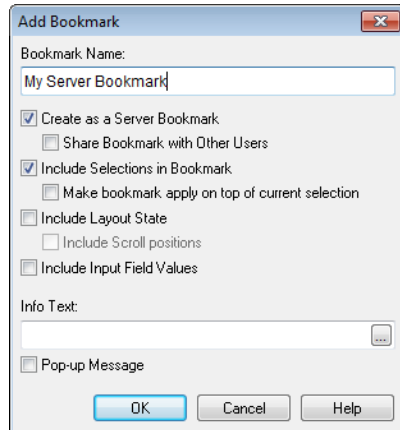 Add Bookmark
Bookmark Name:
My Server Bookmark
Create as a Server Bookmark
Share Bookmark with Other Users
Include Selections in Bookmark
Make bookmark apply on top of current selection
Include Layout State
Include Scroll positions
Include Input Field Values
Info Text:
...
Pop-up Message
OK Cancel Help